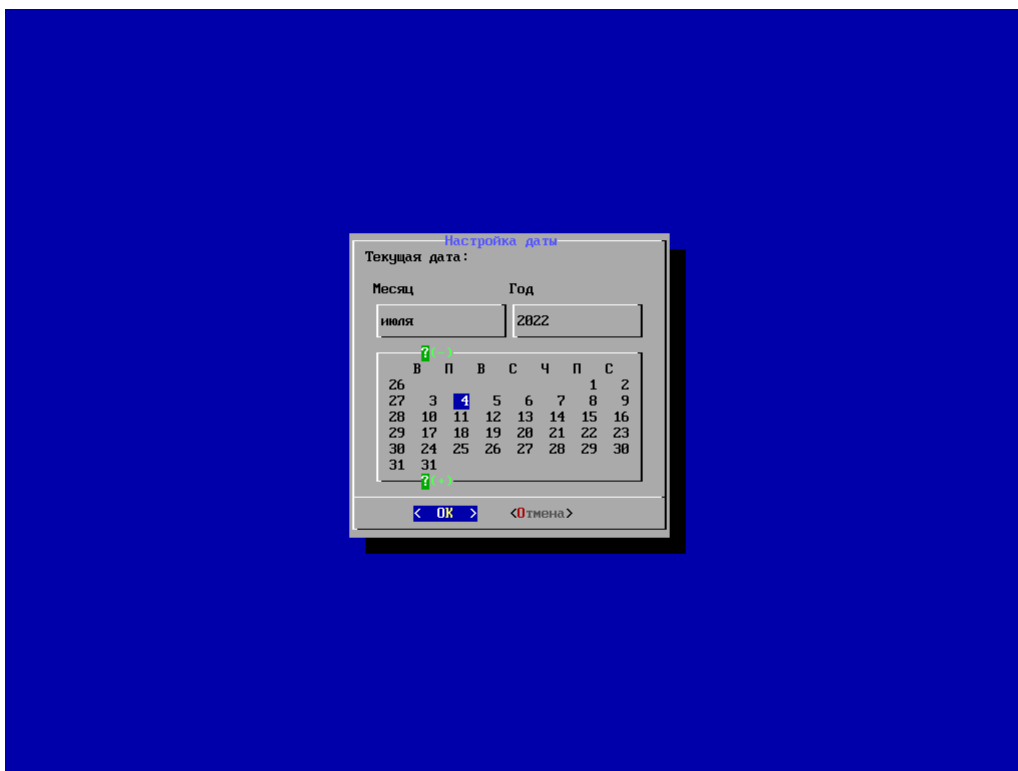 Настройка даты
Текущая дата:
Месяц Год
июля 2022
?(-)
В П В С Ч П С
26 1 2
27 3 4 5 6 7 8 9
28 10 11 12 13 14 15 16
29 17 18 19 20 21 22 23
30 24 25 26 27 28 29 30
31 31
?(+)
< OK > <Отмена>